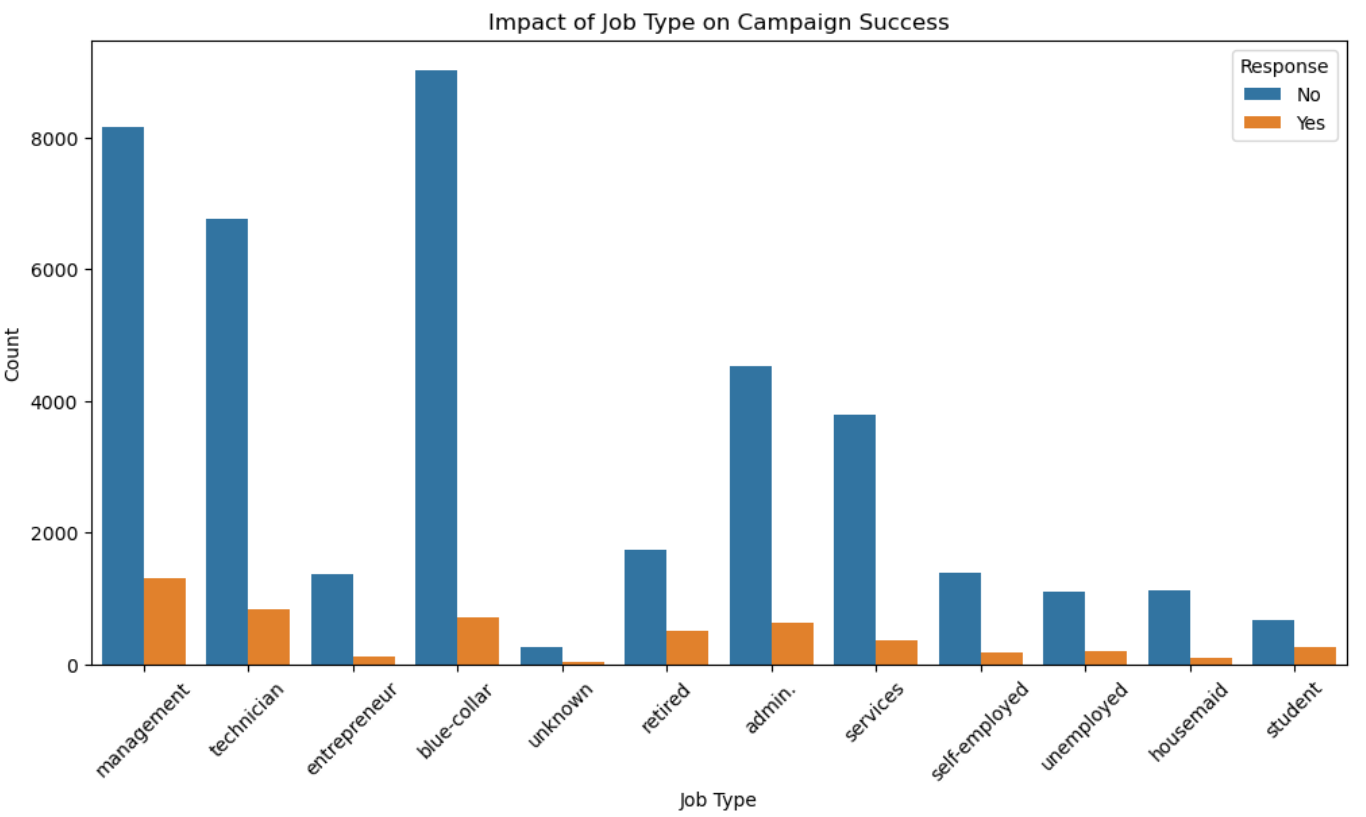 Impact of Job Type on Campaign Success
Response
No
Yes
Count
8000
6000
4000
2000
0
management
technician
entrepreneur
blue-collar
unknown
retired
admin.
services
self-employed
unemployed
housemaid
student
Job Type